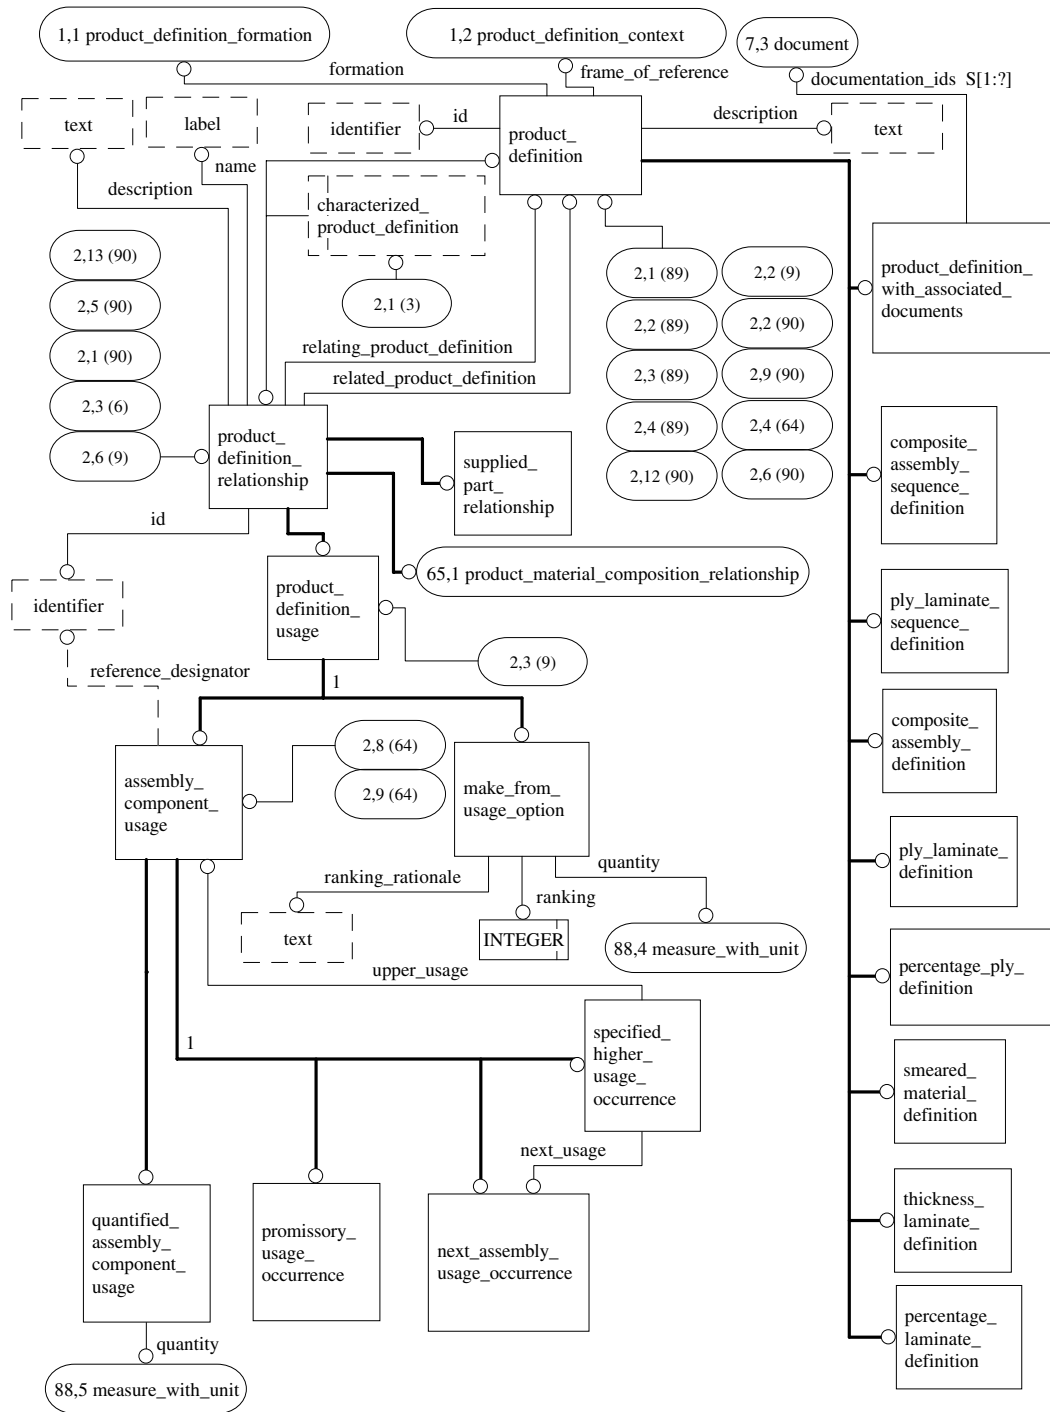 1,1 product_definition_formation
1,2 product_definition_context
7,3 document
formation
frame_of_reference
documentation_ids S[1:?]
text
label
identifier
id
product_
definition
description
text
name
description
characterized_
product_definition
2,13 (90)
2,5 (90)
2,1 (90)
2,3 (6)
2,6 (9)
2,1 (3)
2,1 (89)
2,2 (9)
2,2 (89)
2,2 (90)
2,3 (89)
2,9 (90)
2,4 (89)
2,4 (64)
2,12 (90)
2,6 (90)
product_definition_
with_associated_
documents
relating_product_definition
related_product_definition
product_
definition_
relationship
supplied_
part_
relationship
composite_
assembly_
sequence_
definition
id
65,1 product_material_composition_relationship
identifier
product_
definition_
usage
ply_laminate_
sequence_
definition
reference_designator
1
2,3 (9)
composite_
assembly_
definition
assembly_
component_
usage
2,8 (64)
2,9 (64)
make_from_
usage_option
ply_laminate_
definition
ranking_rationale
quantity
ranking
text
INTEGER
88,4 measure_with_unit
percentage_ply_
definition
upper_usage
1
specified_
higher_
usage_
occurrence
smeared_
material_
definition
next_usage
quantified_
assembly_
component_
usage
promissory_
usage_
occurrence
next_assembly_
usage_occurrence
thickness_
laminate_
definition
quantity
88,5 measure_with_unit
percentage_
laminate_
definition